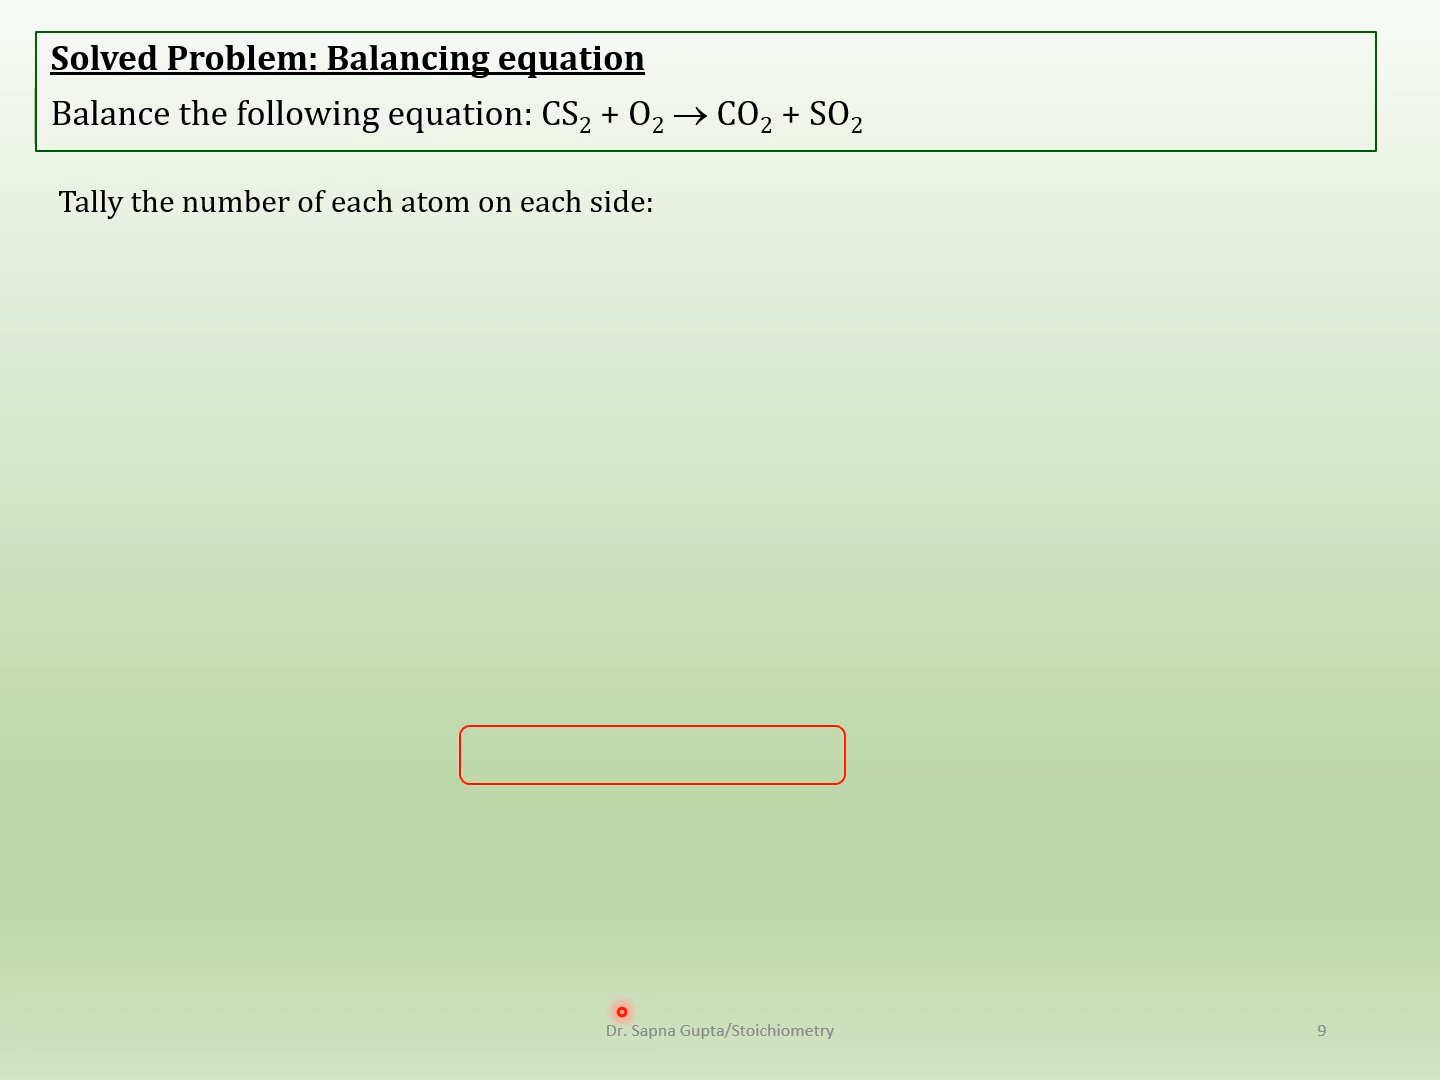 Solved Problem: Balancing equation
Balance the following equation: CS₂ + O₂ → CO₂ + SO₂
Tally the number of each atom on each side:
Dr. Sapna Gupta/Stoichiometry
9